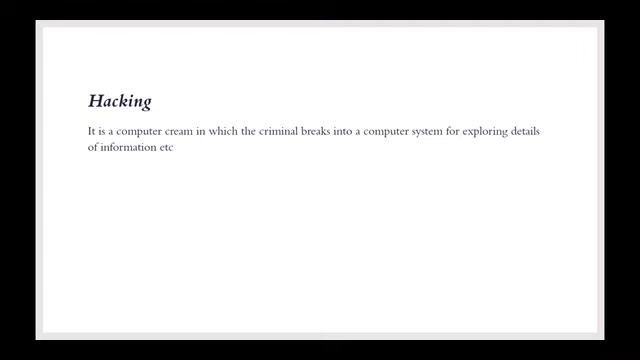 Hacking
It is a computer cream in which the criminal breaks into a computer system for exploring details
of information etc